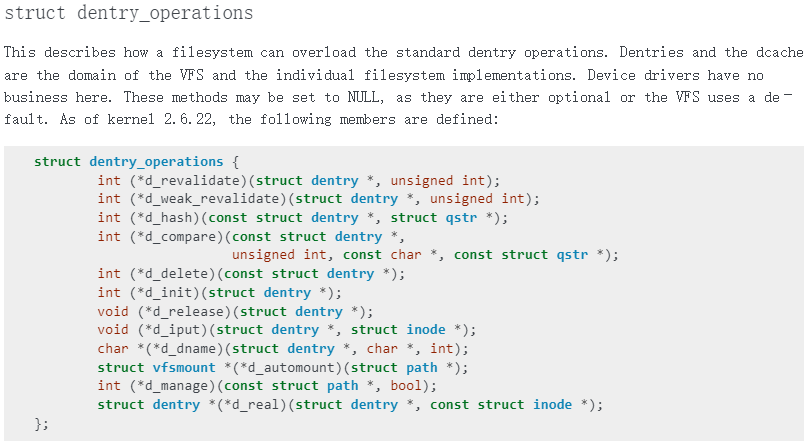 struct dentry_operations
This describes how a filesystem can overload the standard dentry operations. Dentries and the dcache
are the domain of the VFS and the individual filesystem implementations. Device drivers have no
business here. These methods may be set to NULL, as they are either optional or the VFS uses a de-
fault. As of kernel 2.6.22, the following members are defined:
struct dentry_operations {
        int (*d_revalidate)(struct dentry *, unsigned int);
        int (*d_weak_revalidate)(struct dentry *, unsigned int);
        int (*d_hash)(const struct dentry *, struct qstr *);
        int (*d_compare)(const struct dentry *,
                         unsigned int, const char *, const struct qstr *);
        int (*d_delete)(const struct dentry *);
        int (*d_init)(struct dentry *);
        void (*d_release)(struct dentry *);
        void (*d_iput)(struct dentry *, struct inode *);
        char *(*d_dname)(struct dentry *, char *, int);
        struct vfsmount *(*d_automount)(struct path *);
        int (*d_manage)(const struct path *, bool);
        struct dentry *(*d_real)(struct dentry *, const struct inode *);
};